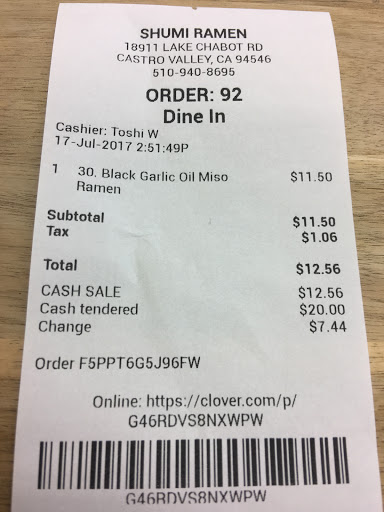 SHUMI RAMEN
18911 LAKE CHABOT RD
CASTRO VALLEY, CA 94546
510-940-8695
ORDER: 92
Dine In
Cashier: Toshi W
17-Jul-2017 2:51:49P
1 30. Black Garlic Oil Miso $11.50
Ramen
Subtotal $11.50
Tax $1.06
Total $12.56
CASH SALE $12.56
Cash tendered $20.00
Change $7.44
Order F5PPT6G5J96FW
Online: https://clover.com/p/
G46RDVS8NXWPW
G46RDVS8NXWPW